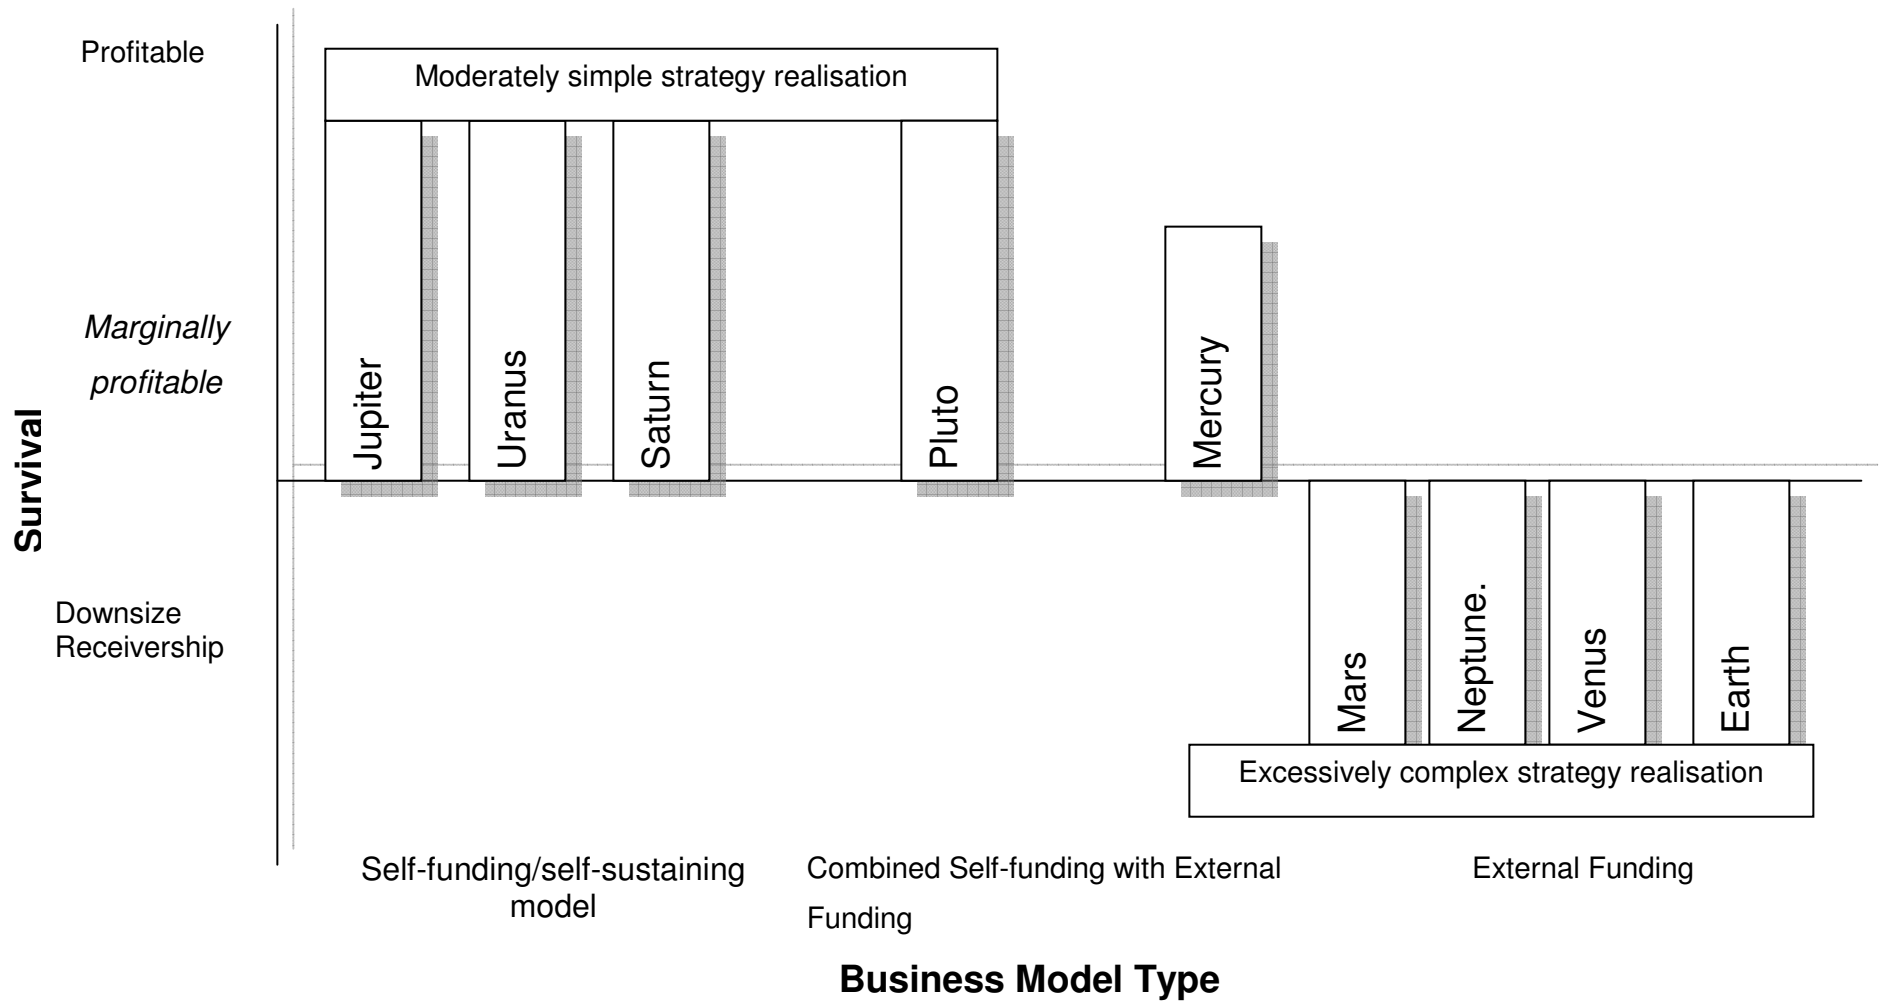 Profitable
Moderately simple strategy realisation
Marginally
profitable
Survival
Jupiter
Uranus
Saturn
Pluto
Mercury
Downsize
Receivership
Mars
Neptune.
Venus
Earth
Excessively complex strategy realisation
Self-funding/self-sustaining
model
Combined Self-funding with External
Funding
External Funding
Business Model Type